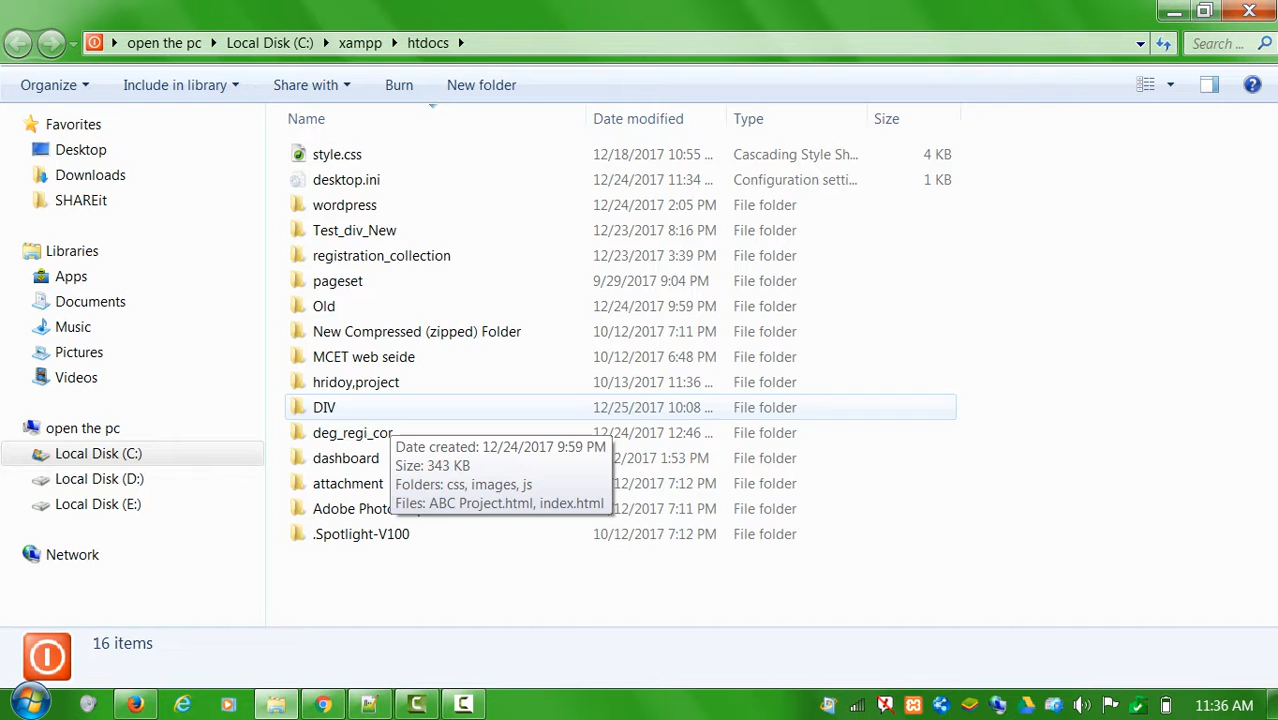 open the pc Local Disk (C:) xampp htdocs Search ...
Organize Include in library Share with Burn New folder
Name Date modified Type Size
Favorites
Desktop
Downloads
SHAREit
Libraries
Apps
Documents
Music
Pictures
Videos
open the pc
Local Disk (C:)
Local Disk (D:)
Local Disk (E:)
Network
style.css 12/18/2017 10:55 ... Cascading Style Sh... 4 KB
desktop.ini 12/24/2017 11:34 ... Configuration setti... 1 KB
wordpress 12/24/2017 2:05 PM File folder
Test_div_New 12/23/2017 8:16 PM File folder
registration_collection 12/23/2017 3:39 PM File folder
pageset 9/29/2017 9:04 PM File folder
Old 12/24/2017 9:59 PM File folder
New Compressed (zipped) Folder 10/12/2017 7:11 PM File folder
MCET web seide 10/12/2017 6:48 PM File folder
hridoy,project 10/13/2017 11:36 ... File folder
DIV 12/25/2017 10:08 ... File folder
deg_regi_cor 12/24/2017 12:46 ... File folder
dashboard 2/2017 1:53 PM File folder
attachment 10/12/2017 7:12 PM File folder
Adobe Photo 10/12/2017 7:11 PM File folder
.Spotlight-V100 10/12/2017 7:12 PM File folder
Date created: 12/24/2017 9:59 PM
Size: 343 KB
Folders: css, images, js
Files: ABC Project.html, index.html
16 items
11:36 AM